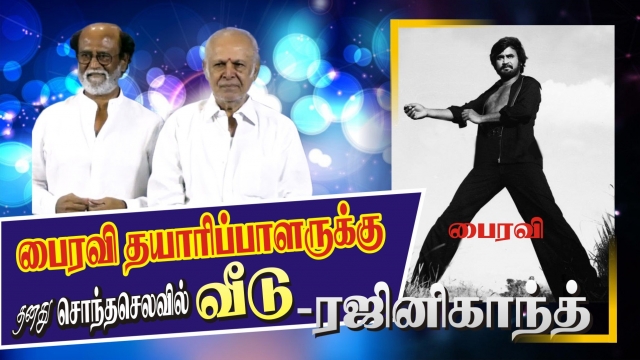 பைரவி
பைரவி தயாரிப்பாளருக்கு
தனது சொந்தசெலவில் வீடு - ரஜினிகாந்த்